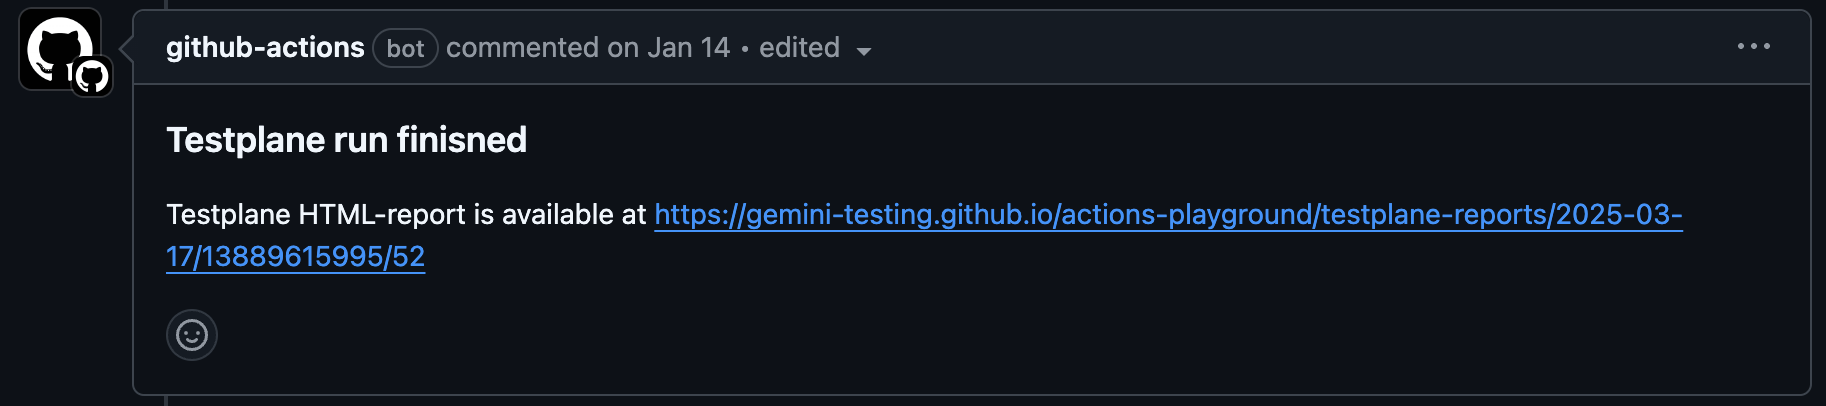 github-actions bot commented on Jan 14 • edited
Testplane run finisned
Testplane HTML-report is available at https://gemini-testing.github.io/actions-playground/testplane-reports/2025-03-
17/13889615995/52